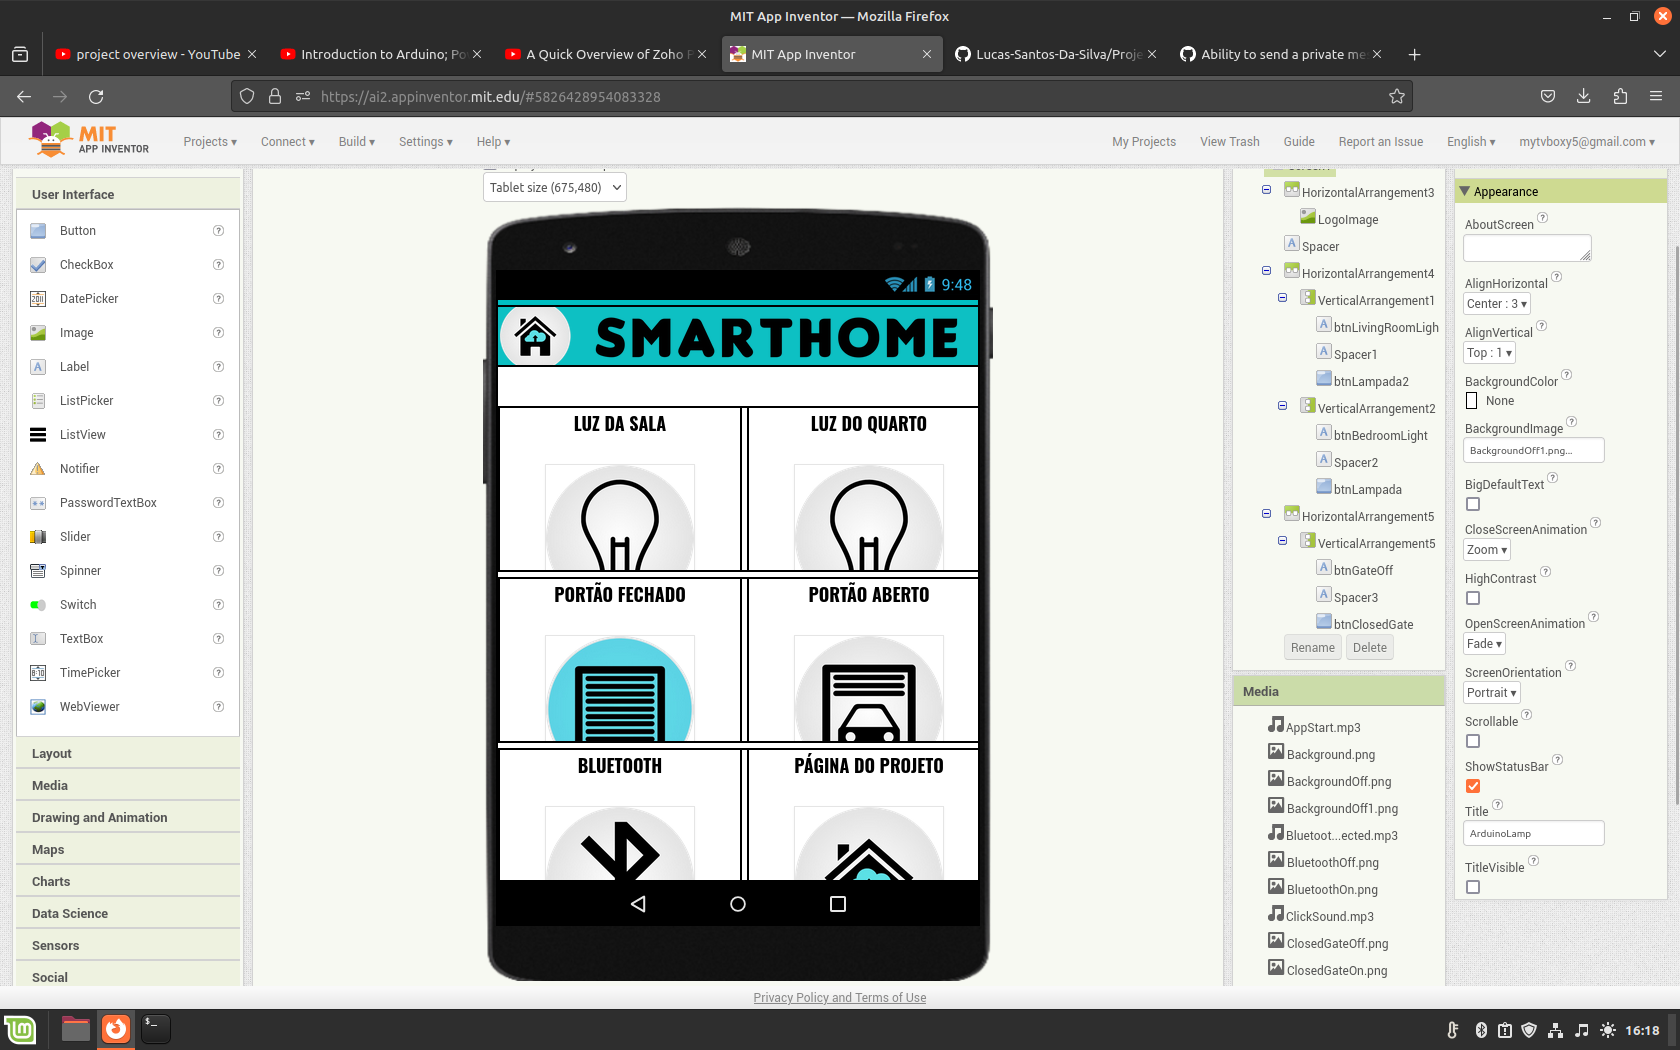 MIT App Inventor — Mozilla Firefox
project overview - YouTube
Introduction to Arduino; Po
A Quick Overview of Zoho P
MIT App Inventor
Lucas-Santos-Da-Silva/Proje
Ability to send a private me
https://ai2.appinventor.mit.edu/#5826428954083328
MIT
APP INVENTOR
Projects ▾
Connect ▾
Build ▾
Settings ▾
Help ▾
My Projects
View Trash
Guide
Report an Issue
English ▾
mytvboxy5@gmail.com ▾
User Interface
Button
CheckBox
DatePicker
Image
Label
ListPicker
ListView
Notifier
PasswordTextBox
Slider
Spinner
Switch
TextBox
TimePicker
WebViewer
Layout
Media
Drawing and Animation
Maps
Charts
Data Science
Sensors
Social
Tablet size (675,480)
9:48
SMARTHOME
LUZ DA SALA
LUZ DO QUARTO
PORTÃO FECHADO
PORTÃO ABERTO
BLUETOOTH
PÁGINA DO PROJETO
HorizontalArrangement3
LogoImage
Spacer
HorizontalArrangement4
VerticalArrangement1
btnLivingRoomLigh
Spacer1
btnLampada2
VerticalArrangement2
btnBedroomLight
Spacer2
btnLampada
HorizontalArrangement5
VerticalArrangement5
btnGateOff
Spacer3
btnClosedGate
Rename
Delete
Media
AppStart.mp3
Background.png
BackgroundOff.png
BackgroundOff1.png
Bluetoot...ected.mp3
BluetoothOff.png
BluetoothOn.png
ClickSound.mp3
ClosedGateOff.png
ClosedGateOn.png
Appearance
AboutScreen
AlignHorizontal
Center : 3 ▾
AlignVertical
Top : 1 ▾
BackgroundColor
None
BackgroundImage
BackgroundOff1.png...
BigDefaultText
CloseScreenAnimation
Zoom ▾
HighContrast
OpenScreenAnimation
Fade ▾
ScreenOrientation
Portrait ▾
Scrollable
ShowStatusBar
Title
ArduinoLamp
TitleVisible
Privacy Policy and Terms of Use
16:18